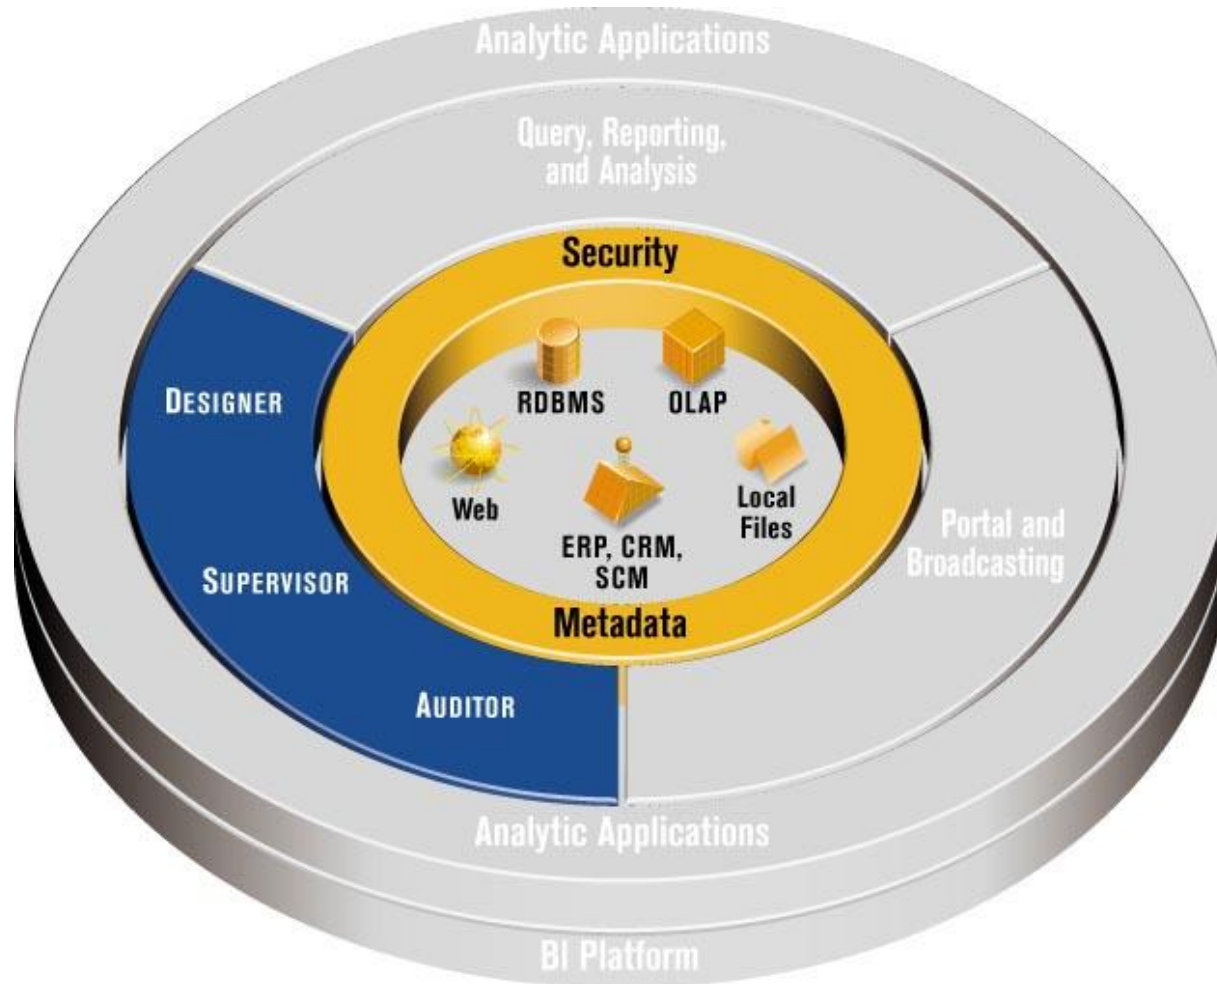 Analytic Applications
Query, Reporting,
and Analysis
Security
DESIGNER
RDBMS
OLAP
Web
Local
Files
ERP, CRM,
SCM
Portal and
Broadcasting
SUPERVISOR
Metadata
AUDITOR
Analytic Applications
BI Platform